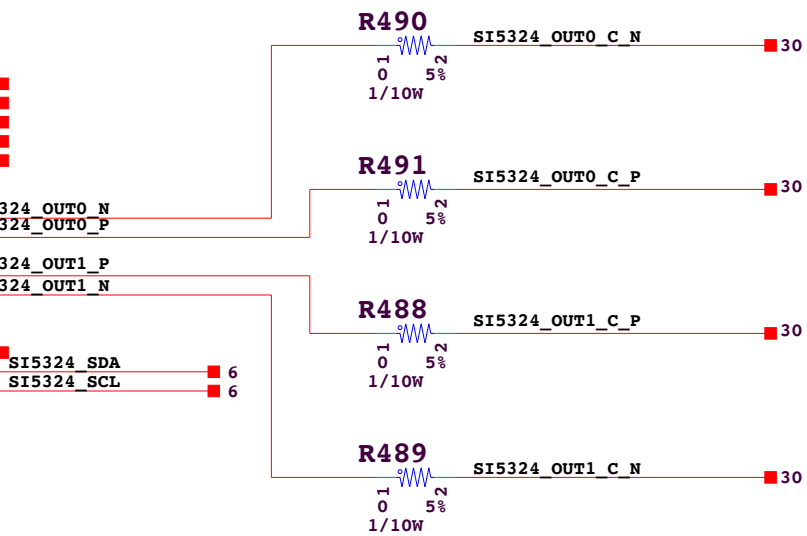 R490
SI5324_OUT0_C_N
30
1
2
0
5%
1/10W
R491
SI5324_OUT0_C_P
30
1
2
0
5%
1/10W
324_OUT0_N
324_OUT0_P
324_OUT1_P
324_OUT1_N
R488
SI5324_OUT1_C_P
30
1
2
0
5%
1/10W
SI5324_SDA
6
SI5324_SCL
6
R489
SI5324_OUT1_C_N
30
1
2
0
5%
1/10W